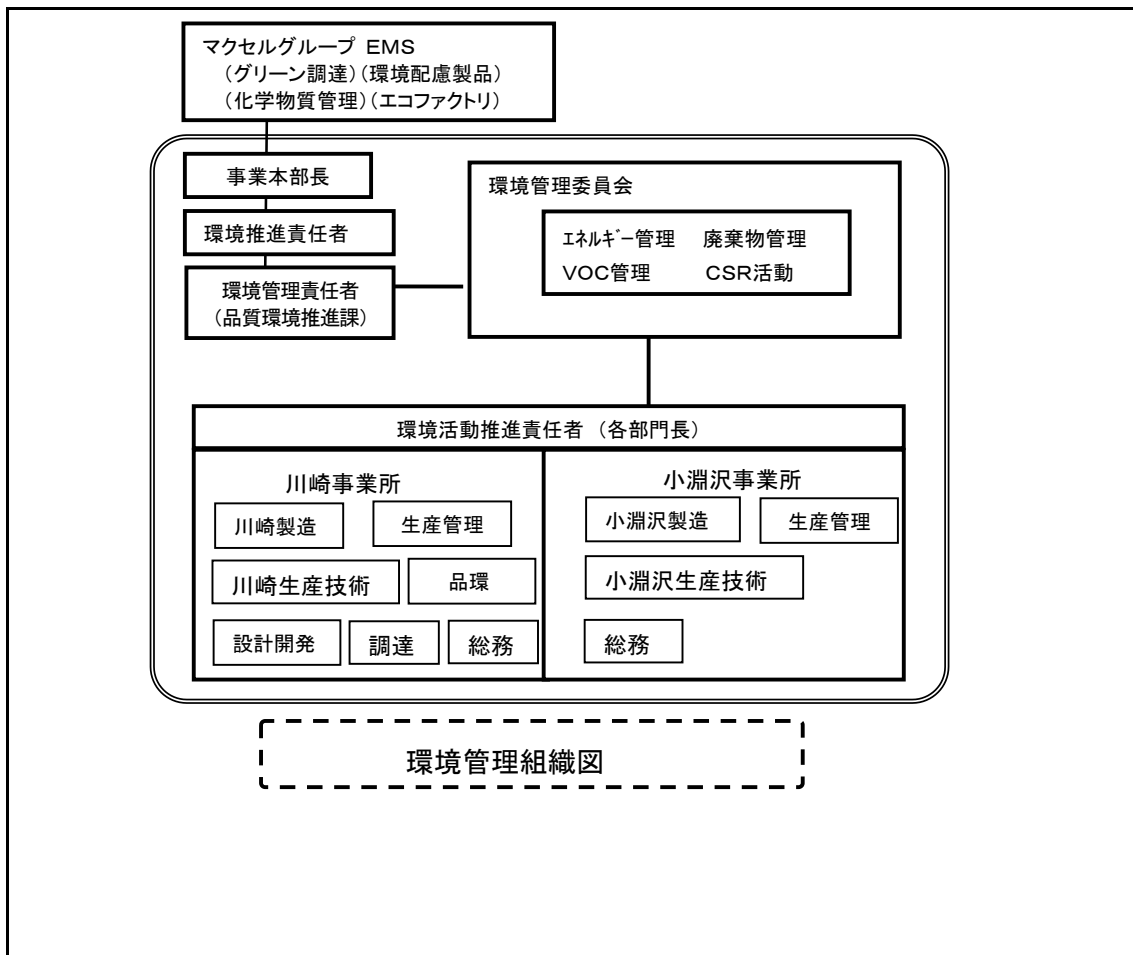 マクセルグループ EMS
(グリーン調達)(環境配慮製品)
(化学物質管理)(エコファクトリ)
事業本部長
環境推進責任者
環境管理責任者
(品質環境推進課)
環境管理委員会
ｴﾈﾙｷﾞｰ管理 廃棄物管理
VOC管理 CSR活動
環境活動推進責任者 (各部門長)
川崎事業所
川崎製造 生産管理
川崎生産技術 品環
設計開発 調達 総務
小淵沢事業所
小淵沢製造 生産管理
小淵沢生産技術
総務
環境管理組織図